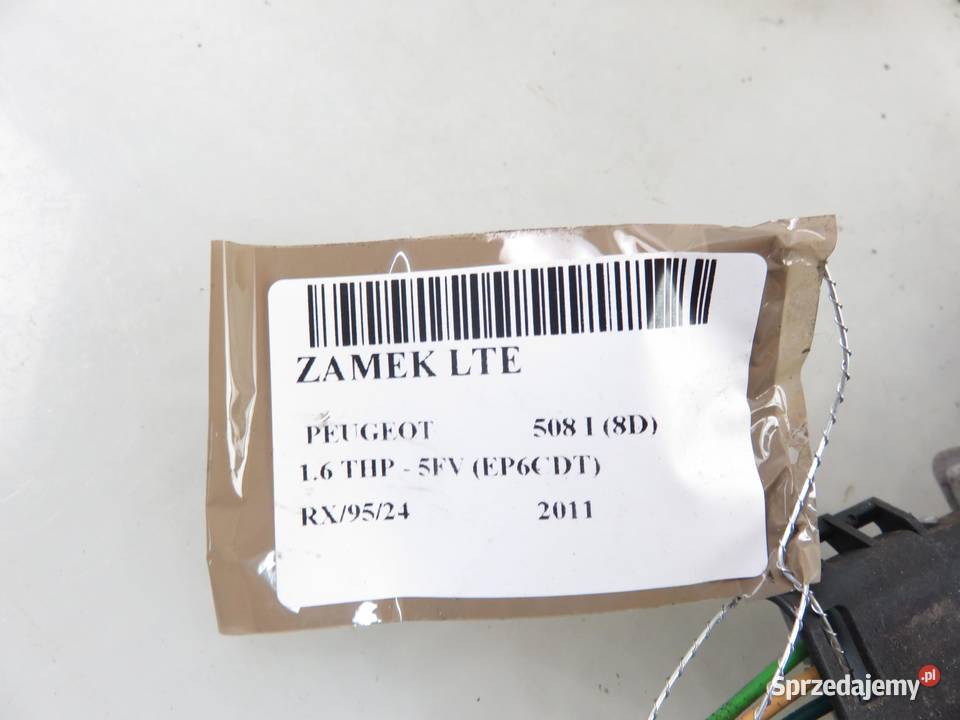 ZAMEK LTE
PEUGEOT 508 I (8D)
1.6 THP - 5FV (EP6CDT)
RX/95/24 2011
Sprzedajemy.pl